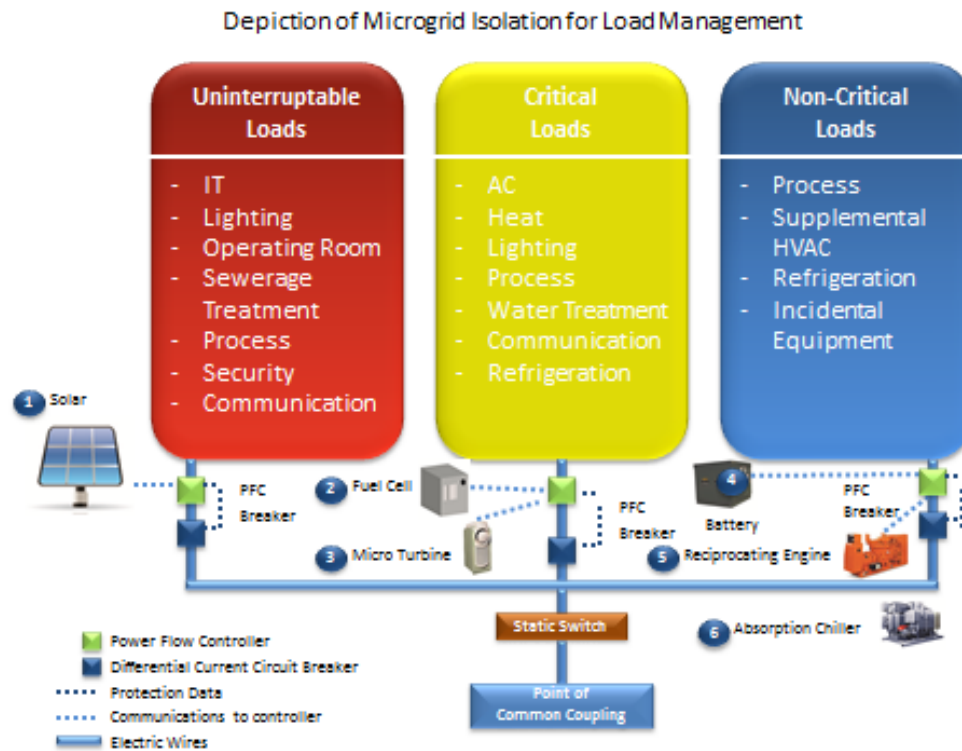 Depiction of Microgrid Isolation for Load Management
Uninterruptable
Loads
- IT
- Lighting
- Operating Room
- Sewerage
Treatment
- Process
- Security
- Communication
Critical
Loads
- AC
- Heat
- Lighting
- Process
- Water Treatment
- Communication
- Refrigeration
Non-Critical
Loads
- Process
- Supplemental
HVAC
- Refrigeration
- Incidental
Equipment
1 Solar
PFC
Breaker
2 Fuel Cell
3 Micro Turbine
PFC
Breaker
4
Battery
PFC
Breaker
5 Reciprocating Engine
6 Absorption Chiller
Static Switch
Point of
Common Coupling
Power Flow Controller
Differential Current Circuit Breaker
Protection Data
Communications to controller
Electric Wires